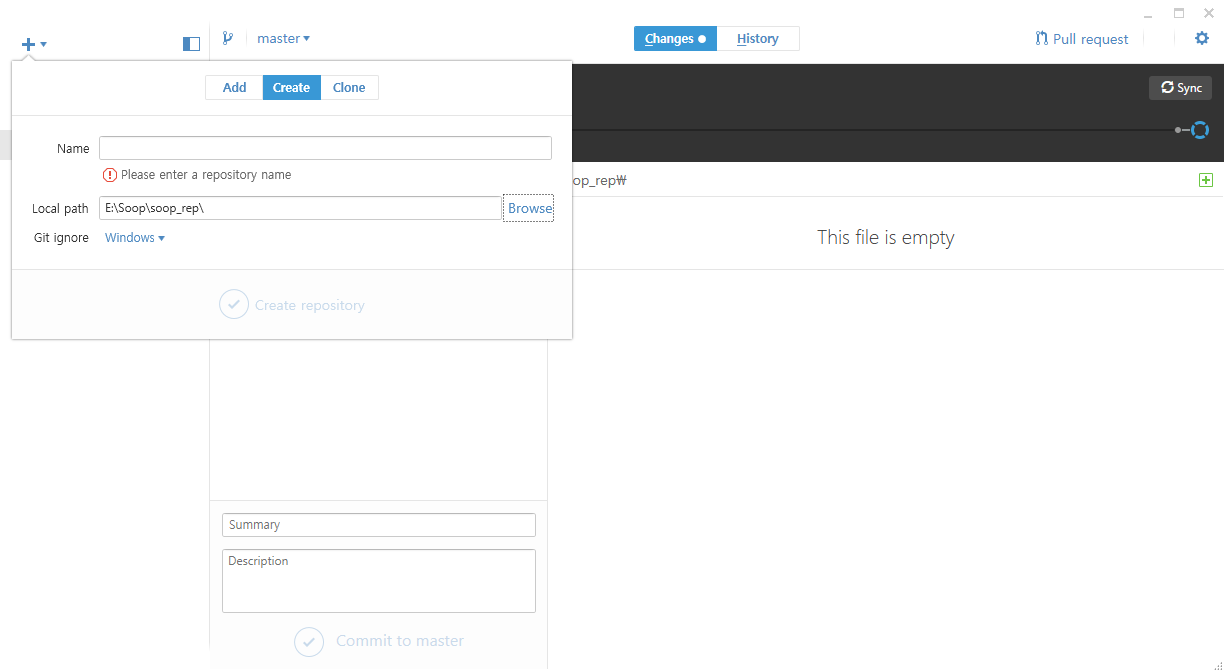 master
Changes
History
Pull request
Add
Create
Clone
Sync
Name
Please enter a repository name
op_rep₩
Local path
E:\Soop\soop_rep\
Browse
Git ignore
Windows
This file is empty
Create repository
Summary
Description
Commit to master